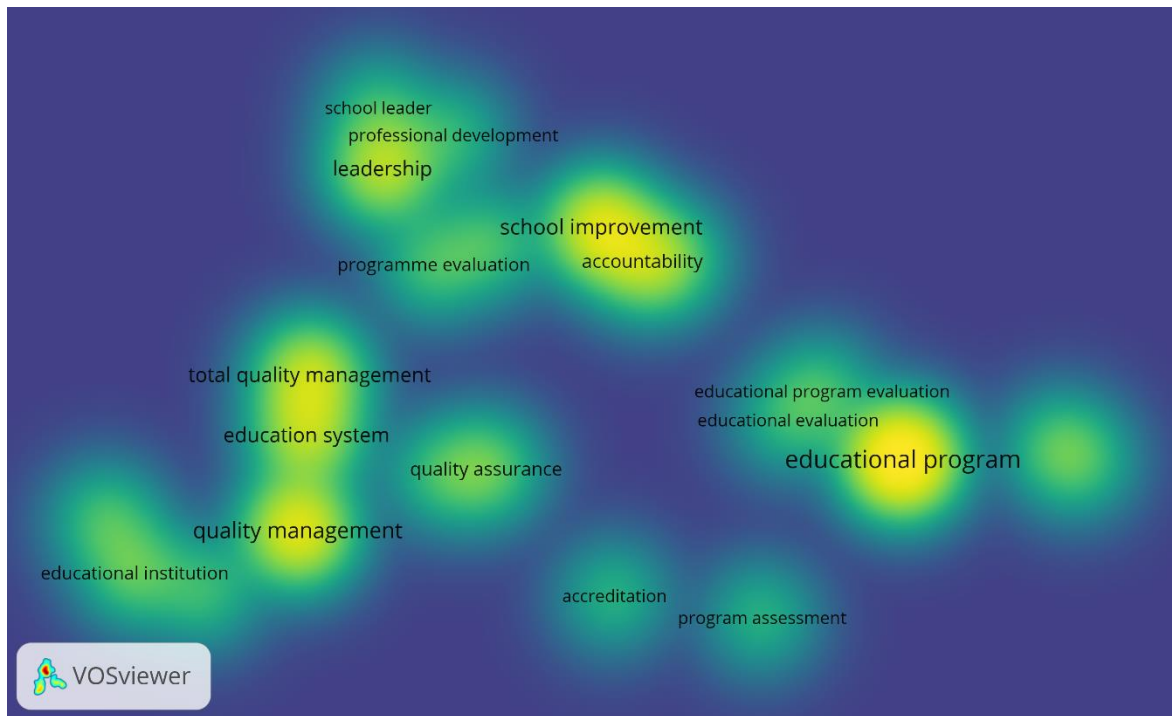 school leader
professional development
leadership
school improvement
programme evaluation
accountability
total quality management
educational program evaluation
educational evaluation
education system
educational program
quality assurance
quality management
educational institution
accreditation
program assessment
VOSviewer